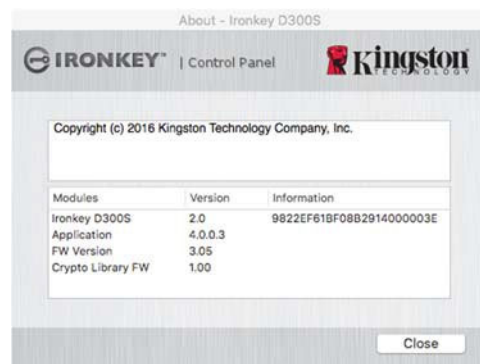 About - Ironkey D300S
IRONKEY™ | Control Panel
Kingston
TECHNOLOGY
Copyright (c) 2016 Kingston Technology Company, Inc.
Modules Version Information
Ironkey D300S 2.0 9822EF61BF08B2914000003E
Application 4.0.0.3
FW Version 3.05
Crypto Library FW 1.00
Close